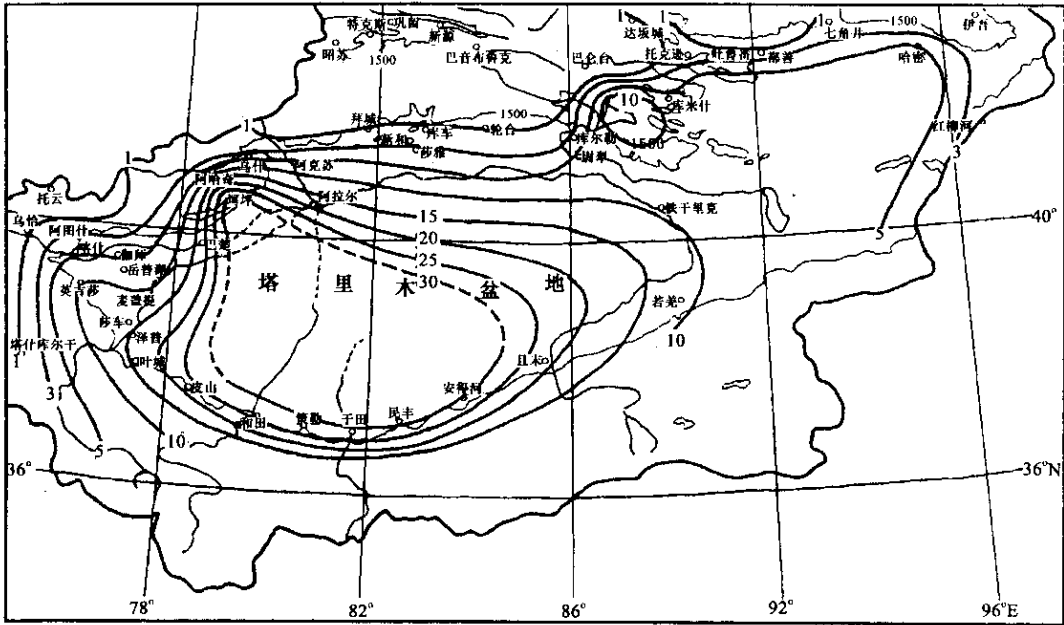 特克斯
巩留
新源
昭苏
1500
巴音布鲁克
巴仑台
1
1
达坂城
托克逊
1
七角井
1500
伊吾
鄯善
哈密
10
库米什
红柳河
3
1500
拜城
1500
新和
库车
轮台
沙雅
库尔勒
尉犁
1
1
乌什
阿克苏
阿合奇
柯坪
阿拉尔
铁干里克
托云
乌恰
阿图什
喀什
伽师
岳普湖
巴楚
15
20
25
30
40°
5
英吉沙
麦盖提
塔 里 木 盆 地
若羌
莎车
泽普
塔什库尔干
叶城
1
10
且末
3
皮山
安得河
和田
策勒
于田
民丰
5
10
36°
36°N
78°
82°
86°
92°
96°E